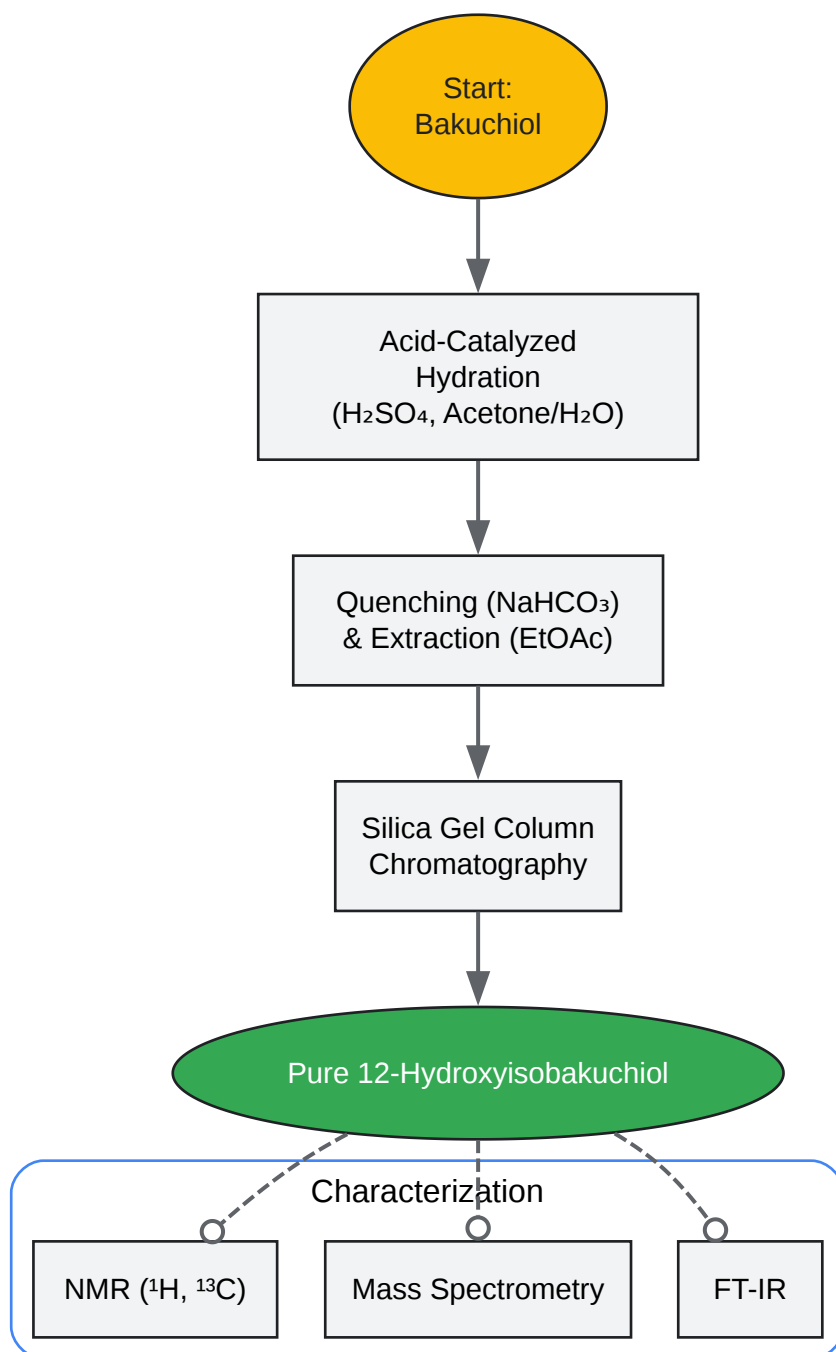 Start:
Bakuchiol
Acid-Catalyzed
Hydration
(H₂SO₄, Acetone/H₂O)
Quenching (NaHCO₃)
& Extraction (EtOAc)
Silica Gel Column
Chromatography
Pure 12-Hydroxyisobakuchiol
Characterization
NMR (¹H, ¹³C)
Mass Spectrometry
FT-IR